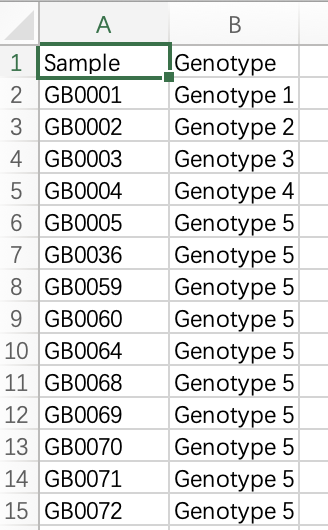 A B
1 Sample Genotype
2 GB0001 Genotype 1
3 GB0002 Genotype 2
4 GB0003 Genotype 3
5 GB0004 Genotype 4
6 GB0005 Genotype 5
7 GB0036 Genotype 5
8 GB0059 Genotype 5
9 GB0060 Genotype 5
10 GB0064 Genotype 5
11 GB0068 Genotype 5
12 GB0069 Genotype 5
13 GB0070 Genotype 5
14 GB0071 Genotype 5
15 GB0072 Genotype 5